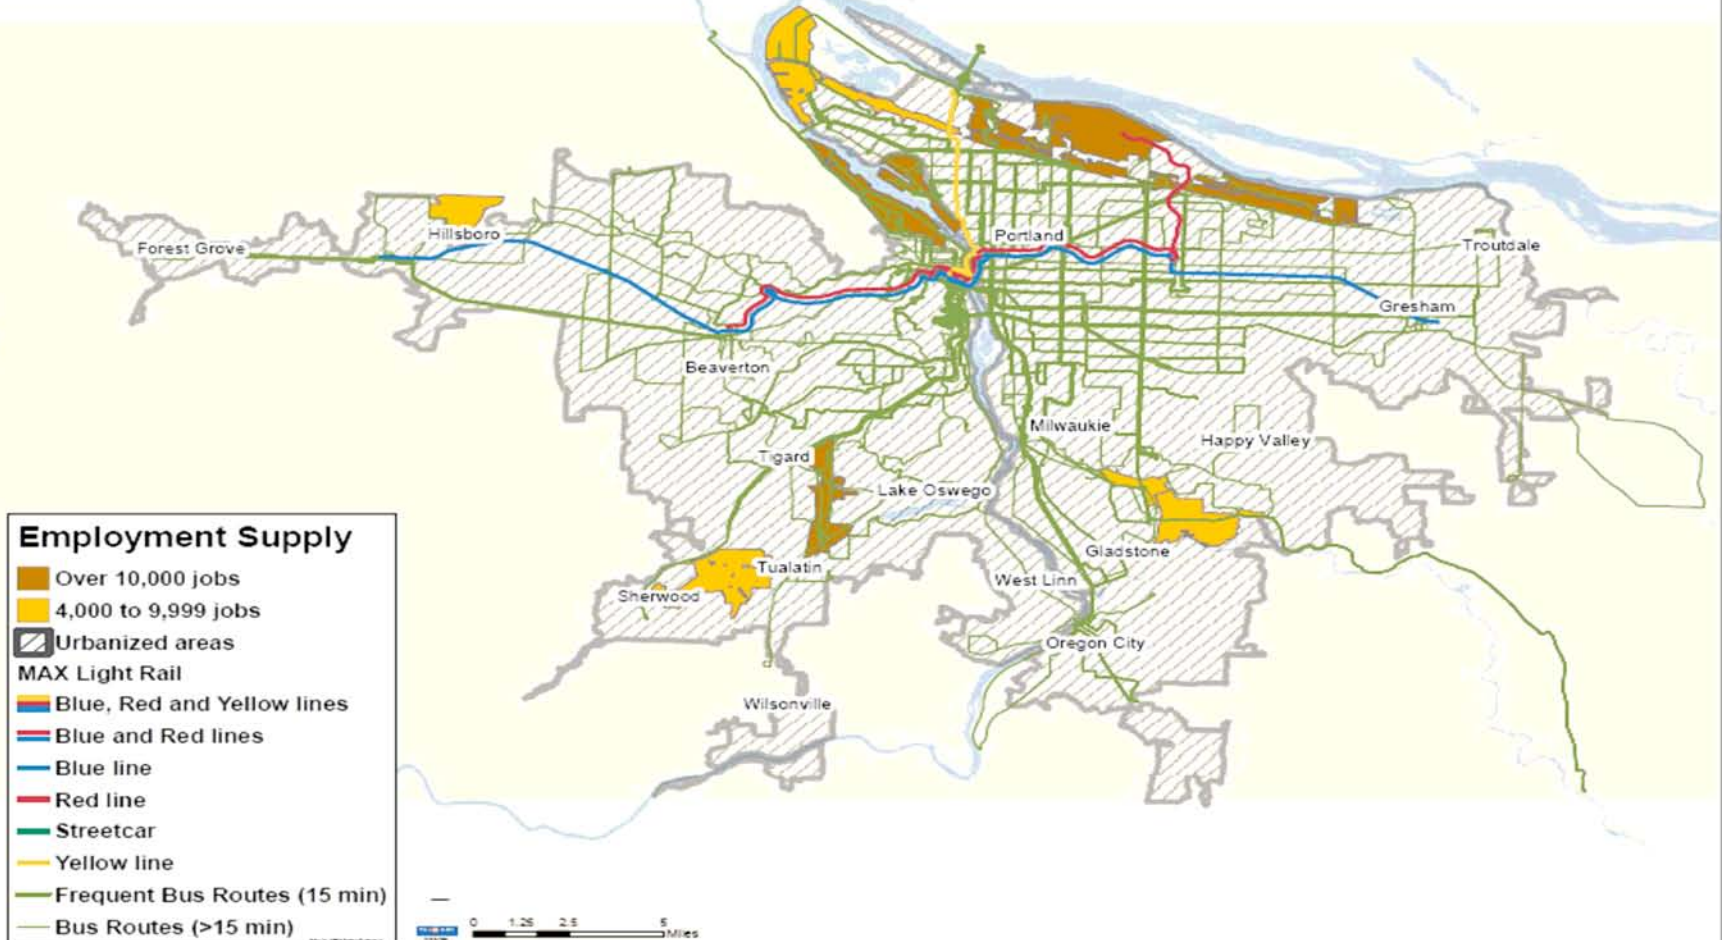 Forest Grove
Hillsboro
Portland
Troutdale
Gresham
Beaverton
Milwaukie
Happy Valley
Tigard
Lake Oswego
Gladstone
Tualatin
West Linn
Sherwood
Oregon City
Wilsonville
Employment Supply
Over 10,000 jobs
4,000 to 9,999 jobs
Urbanized areas
MAX Light Rail
Blue, Red and Yellow lines
Blue and Red lines
Blue line
Red line
Streetcar
Yellow line
Frequent Bus Routes (15 min)
Bus Routes (>15 min)
0 1.25 2.5 5
Miles